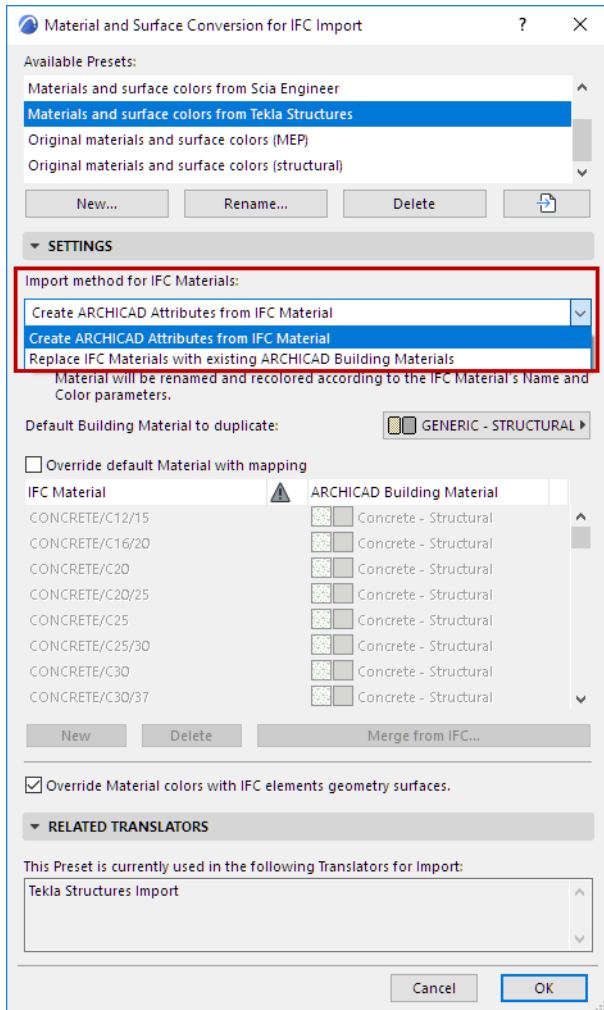 Material and Surface Conversion for IFC Import
Available Presets:
Materials and surface colors from Scia Engineer
Materials and surface colors from Tekla Structures
Original materials and surface colors (MEP)
Original materials and surface colors (structural)
New... Rename... Delete
SETTINGS
Import method for IFC Materials:
Create ARCHICAD Attributes from IFC Material
Create ARCHICAD Attributes from IFC Material
Replace IFC Materials with existing ARCHICAD Building Materials
Material will be renamed and recolored according to the IFC Material's Name and
Color parameters.
Default Building Material to duplicate: GENERIC - STRUCTURAL
Override default Material with mapping
IFC Material ARCHICAD Building Material
CONCRETE/C12/15 Concrete - Structural
CONCRETE/C16/20 Concrete - Structural
CONCRETE/C20 Concrete - Structural
CONCRETE/C20/25 Concrete - Structural
CONCRETE/C25 Concrete - Structural
CONCRETE/C25/30 Concrete - Structural
CONCRETE/C30 Concrete - Structural
CONCRETE/C30/37 Concrete - Structural
New Delete Merge from IFC...
Override Material colors with IFC elements geometry surfaces.
RELATED TRANSLATORS
This Preset is currently used in the following Translators for Import:
Tekla Structures Import
Cancel OK